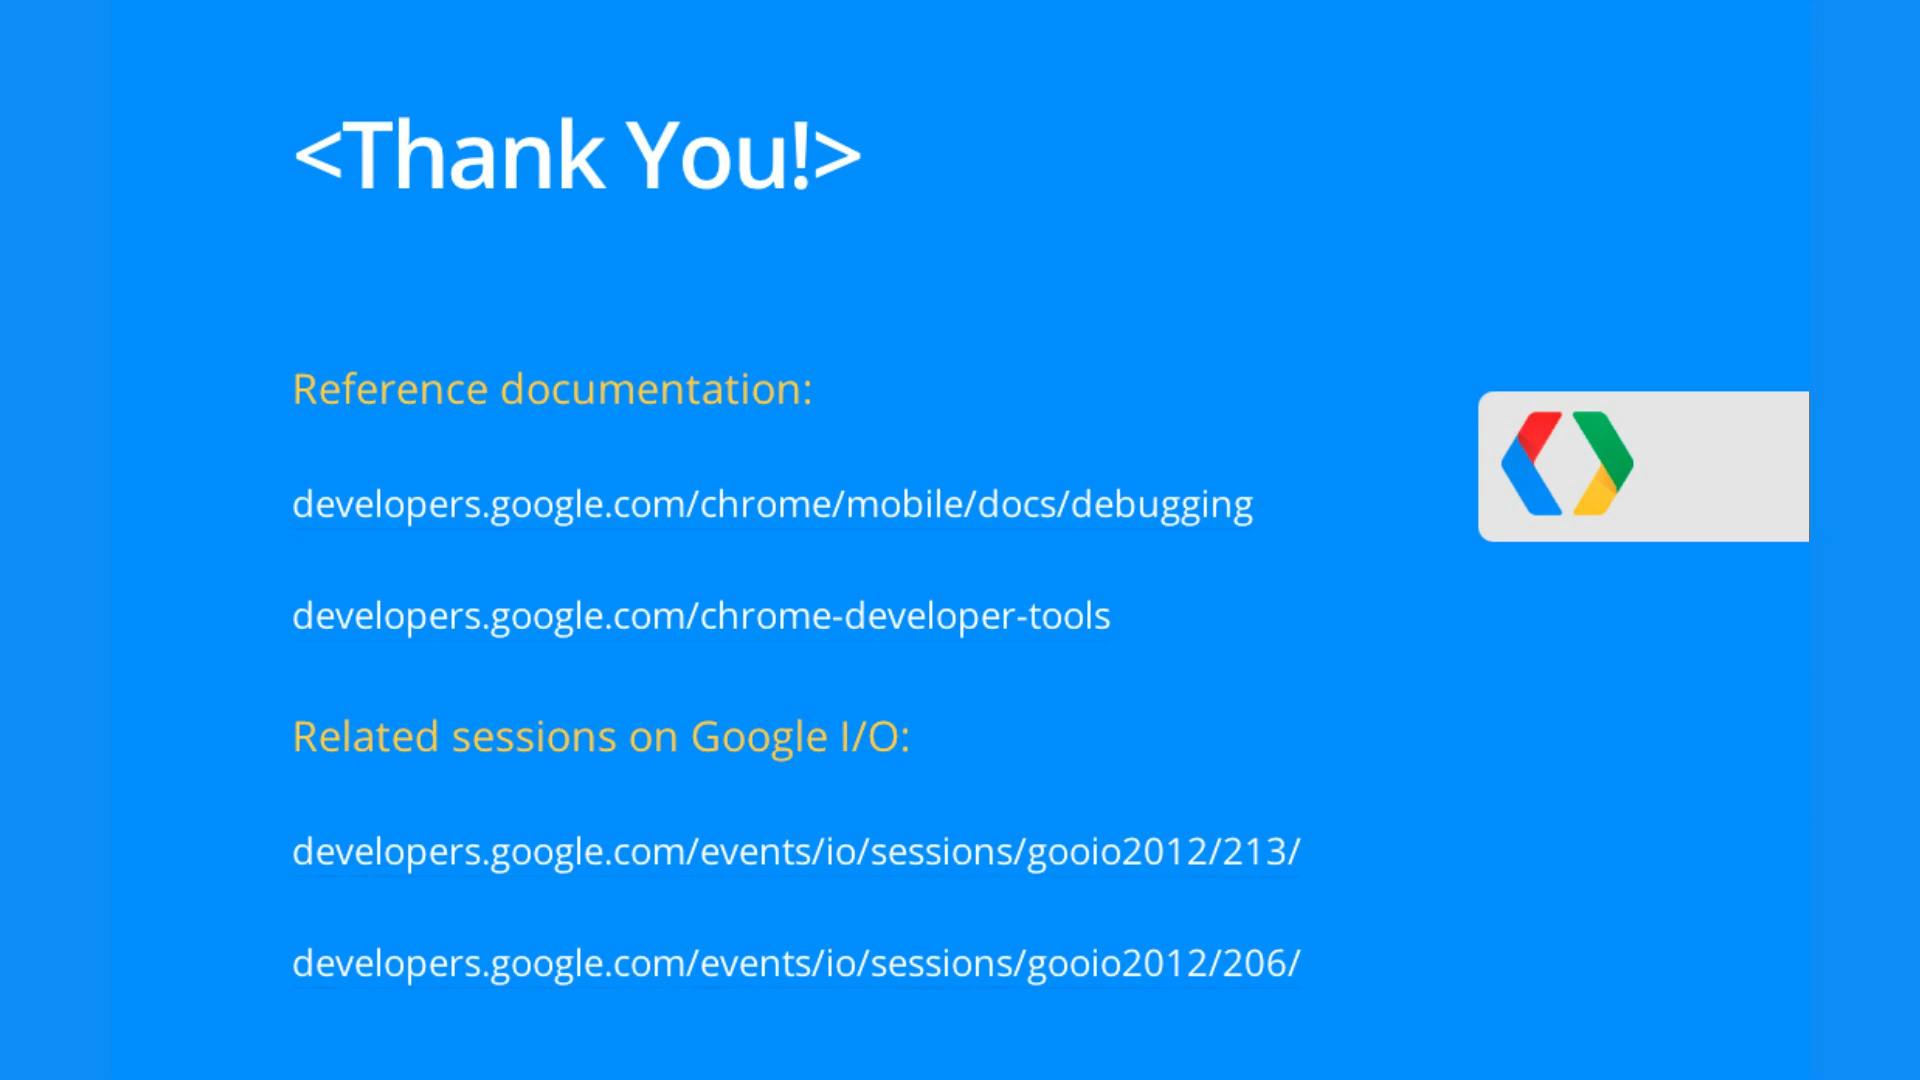 <Thank You!>
Reference documentation:
developers.google.com/chrome/mobile/docs/debugging
developers.google.com/chrome-developer-tools
Related sessions on Google I/O:
developers.google.com/events/io/sessions/gooio2012/213/
developers.google.com/events/io/sessions/gooio2012/206/